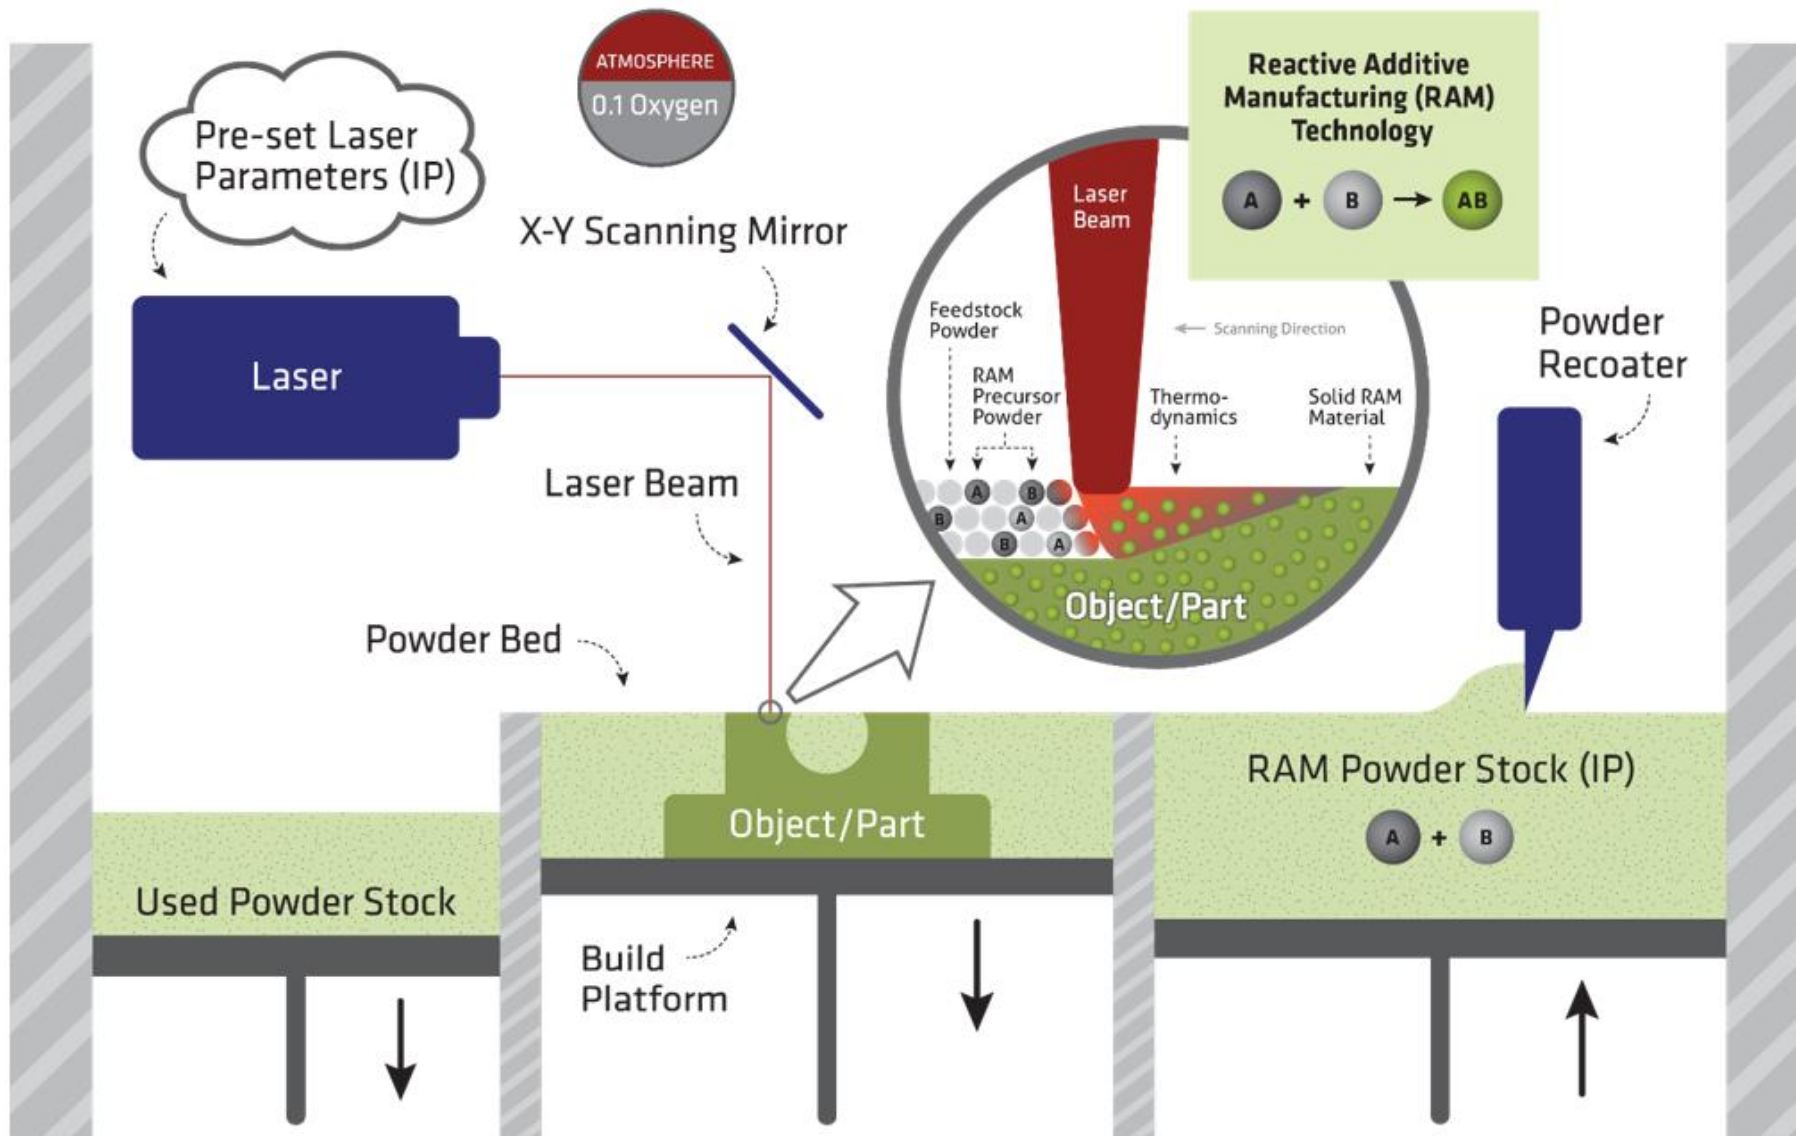 ATMOSPHERE
0.1 Oxygen
Pre-set Laser
Parameters (IP)
X-Y Scanning Mirror
Laser
Laser Beam
Powder Bed
Reactive Additive
Manufacturing (RAM)
Technology
A + B → AB
Laser
Beam
Scanning Direction
Feedstock
Powder
RAM
Precursor
Powder
Thermo-
dynamics
Solid RAM
Material
A B
B A
B A
Object/Part
Powder
Recoater
Used Powder Stock
Object/Part
Build
Platform
RAM Powder Stock (IP)
A + B